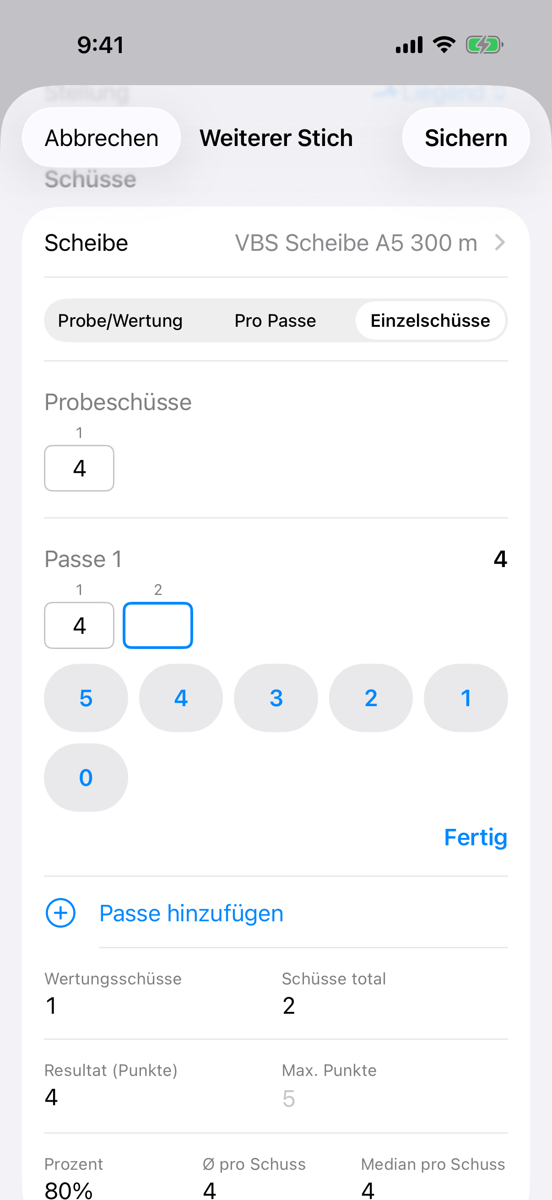 9:41
Stellung
Liegend
Abbrechen
Weiterer Stich
Sichern
Schüsse
Scheibe
VBS Scheibe A5 300 m
Probe/Wertung
Pro Passe
Einzelschüsse
Probeschüsse
1
4
Passe 1
4
1
2
4
5
4
3
2
1
0
Fertig
Passe hinzufügen
Wertungsschüsse
Schüsse total
1
2
Resultat (Punkte)
Max. Punkte
4
5
Prozent
Ø pro Schuss
Median pro Schuss
80%
4
4